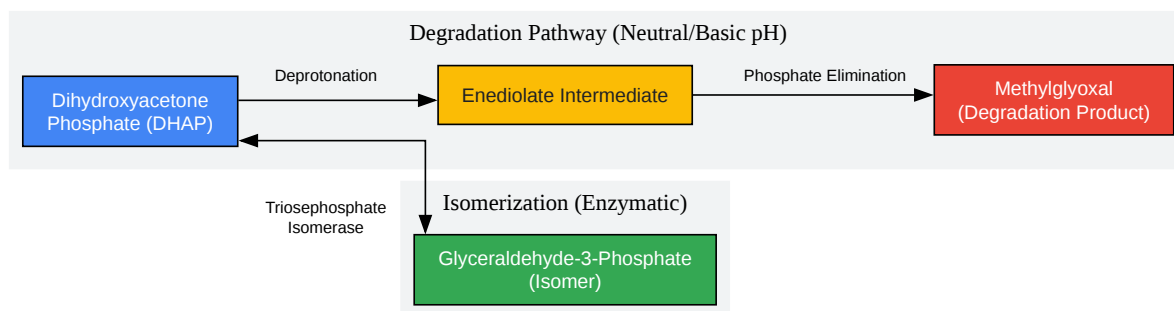 Degradation Pathway (Neutral/Basic pH)
Dihydroxyacetone
Phosphate (DHAP)
Deprotonation
Enediolate Intermediate
Phosphate Elimination
Methylglyoxal
(Degradation Product)
Triosephosphate
Isomerase
Isomerization (Enzymatic)
Glyceraldehyde-3-Phosphate
(Isomer)